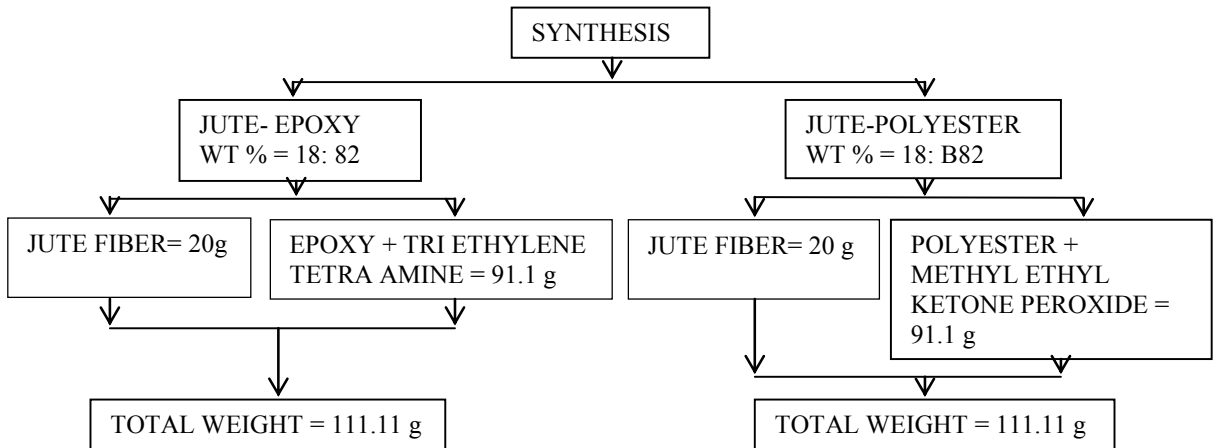 SYNTHESIS
JUTE- EPOXY
WT % = 18: 82
JUTE-POLYESTER
WT % = 18: B82
JUTE FIBER= 20g
EPOXY + TRI ETHYLENE
TETRA AMINE = 91.1 g
JUTE FIBER= 20 g
POLYESTER +
METHYL ETHYL
KETONE PEROXIDE =
91.1 g
TOTAL WEIGHT = 111.11 g
TOTAL WEIGHT = 111.11 g